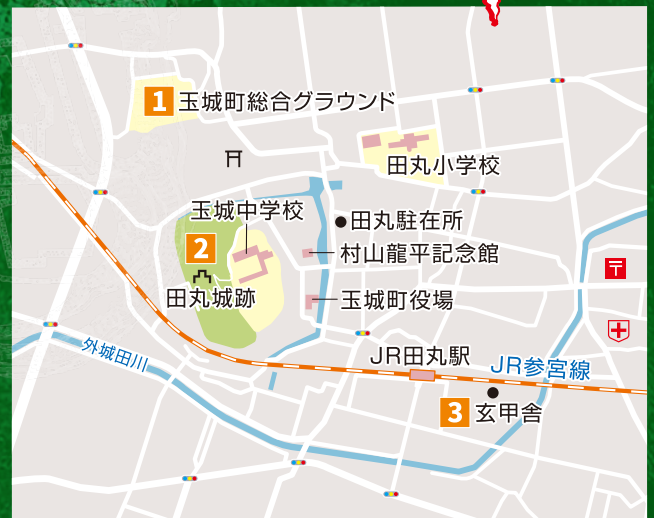 1 玉城町総合グラウンド
田丸小学校
玉城中学校
田丸駐在所
2
村山龍平記念館
田丸城跡
玉城町役場
外城田川
JR田丸駅
JR参宮線
3 玄甲舎